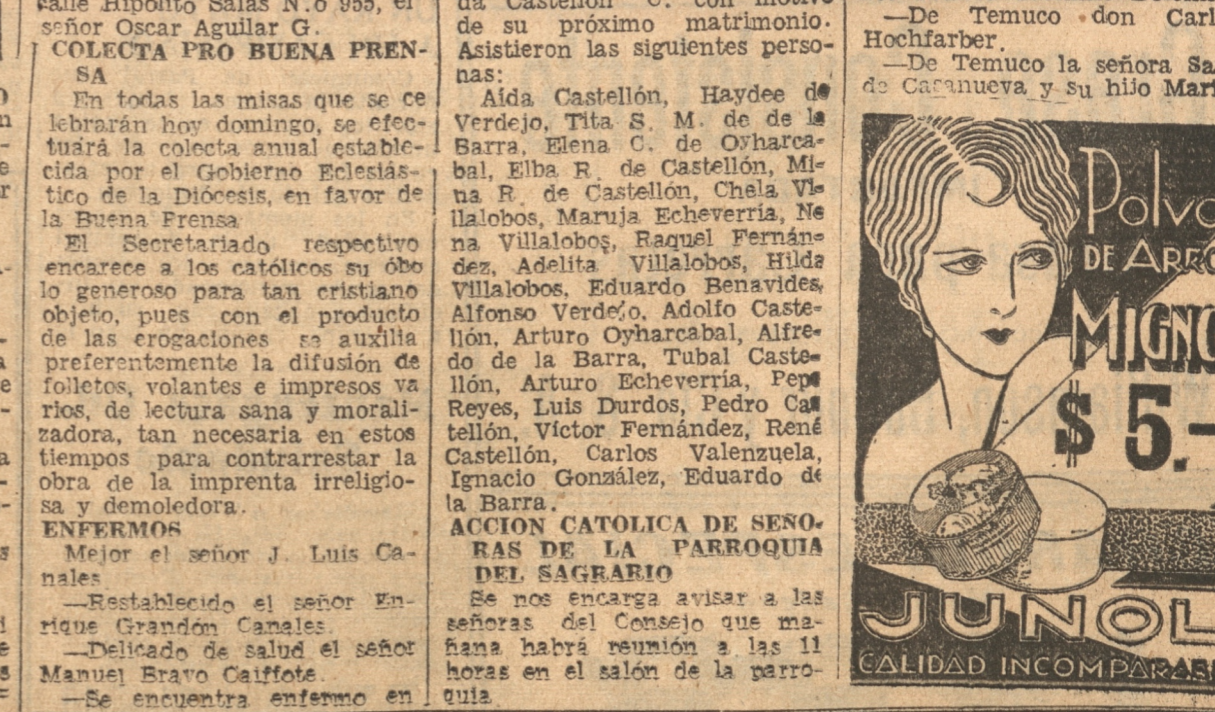 calle Hipólito Salas N.o 955, el
señor Oscar Aguilar G.
COLECTA PRO BUENA PREN-
SA
En todas las misas que se ce
lebrarán hoy domingo, se efec-
tuará la colecta anual estable-
cida por el Gobierno Eclesiás-
tico de la Diócesis, en favor de
la Buena Frensa
El Secretariado respectivo
encarece a los católicos su óbo
lo generoso para tan cristiano
objeto, pues con el producto
de las erogaciones se auxilia
preferentemente la difusión de
folletos, volantes e impresos va
rios, de lectura sana y morali-
zadora, tan necesaria en estos
tiempos para contrarrestar la
obra de la imprenta irreligio-
sa y demoledora.
ENFERMOS
Mejor el señor J. Luis Ca-
nales
—Restablecido el señor En-
rique Grandón Canales.
—Delicado de salud el señor
Manuel Bravo Caiffote.
—Se encuentra enfermo en
da Castellón C. con motivo
de su próximo matrimonio.
Asistieron las siguientes perso-
nas:
Aida Castellón, Haydee de
Verdejo, Tita S. M. de de la
Barra, Elena C. de Oyharca-
bal, Elba R. de Castellón, Mi-
na R. de Castellón, Chela Vi-
llalobos, Maruja Echeverría, Ne
na Villalobos, Raquel Fernán-
dez, Adelita Villalobos, Hilda
Villalobos, Eduardo Benavides,
Alfonso Verdejo, Adolfo Caste-
llón, Arturo Oyharcabal, Alfre-
do de la Barra, Tubal Caste-
llón, Arturo Echeverría, Pepe
Reyes, Luis Durdos, Pedro Cas
tellón, Víctor Fernández, René
Castellón, Carlos Valenzuela,
Ignacio González, Eduardo de
la Barra.
ACCION CATOLICA DE SEÑO-
RAS DE LA PARROQUIA
DEL SAGRARIO
Se nos encarga avisar a las
señoras del Consejo que ma-
ñana habrá reunión a las 11
horas en el salón de la parro-
quia
—De Temuco don Carl
Hochfarber.
—De Temuco la señora Sa
de Casanueva y su hijo Mari
Polvo
DE ARRO
MIGNO
$ 5.-
JUNOL
CALIDAD INCOMPARAB